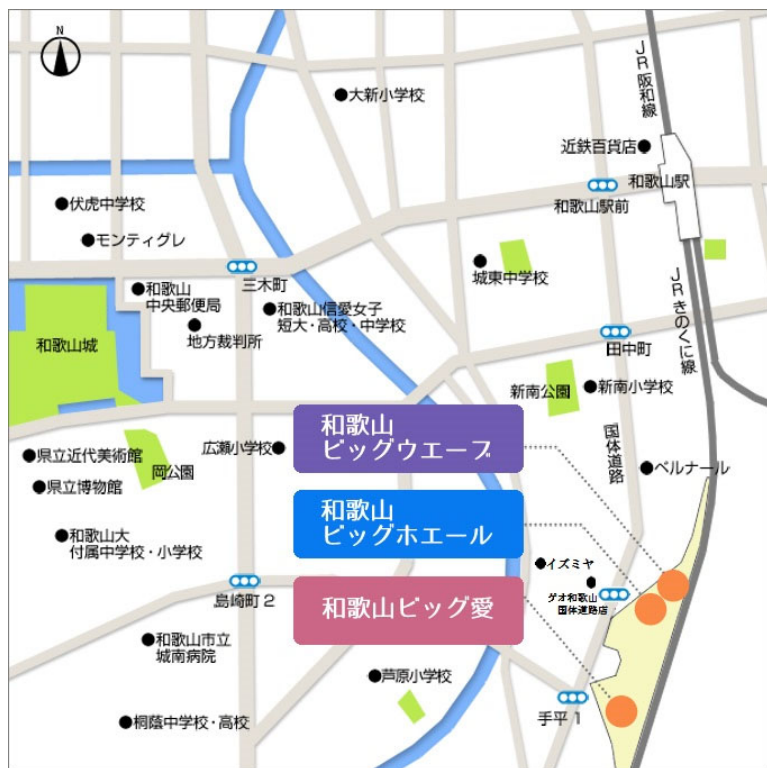 N
JR阪和線
大新小学校
近鉄百貨店
和歌山駅
和歌山駅前
伏虎中学校
モンティグレ
城東中学校
三木町
和歌山
中央郵便局
和歌山信愛女子
短大・高校・中学校
地方裁判所
JRきのくに線
和歌山城
田中町
新南公園
新南小学校
和歌山
ビッグウエーブ
国体道路
広瀬小学校
県立近代美術館
岡公園
ベルナール
県立博物館
和歌山
ビッグホエール
和歌山大
付属中学校・小学校
イズミヤ
ゲオ和歌山
国体道路店
島崎町2
和歌山ビッグ愛
和歌山市立
城南病院
芦原小学校
手平1
桐蔭中学校・高校